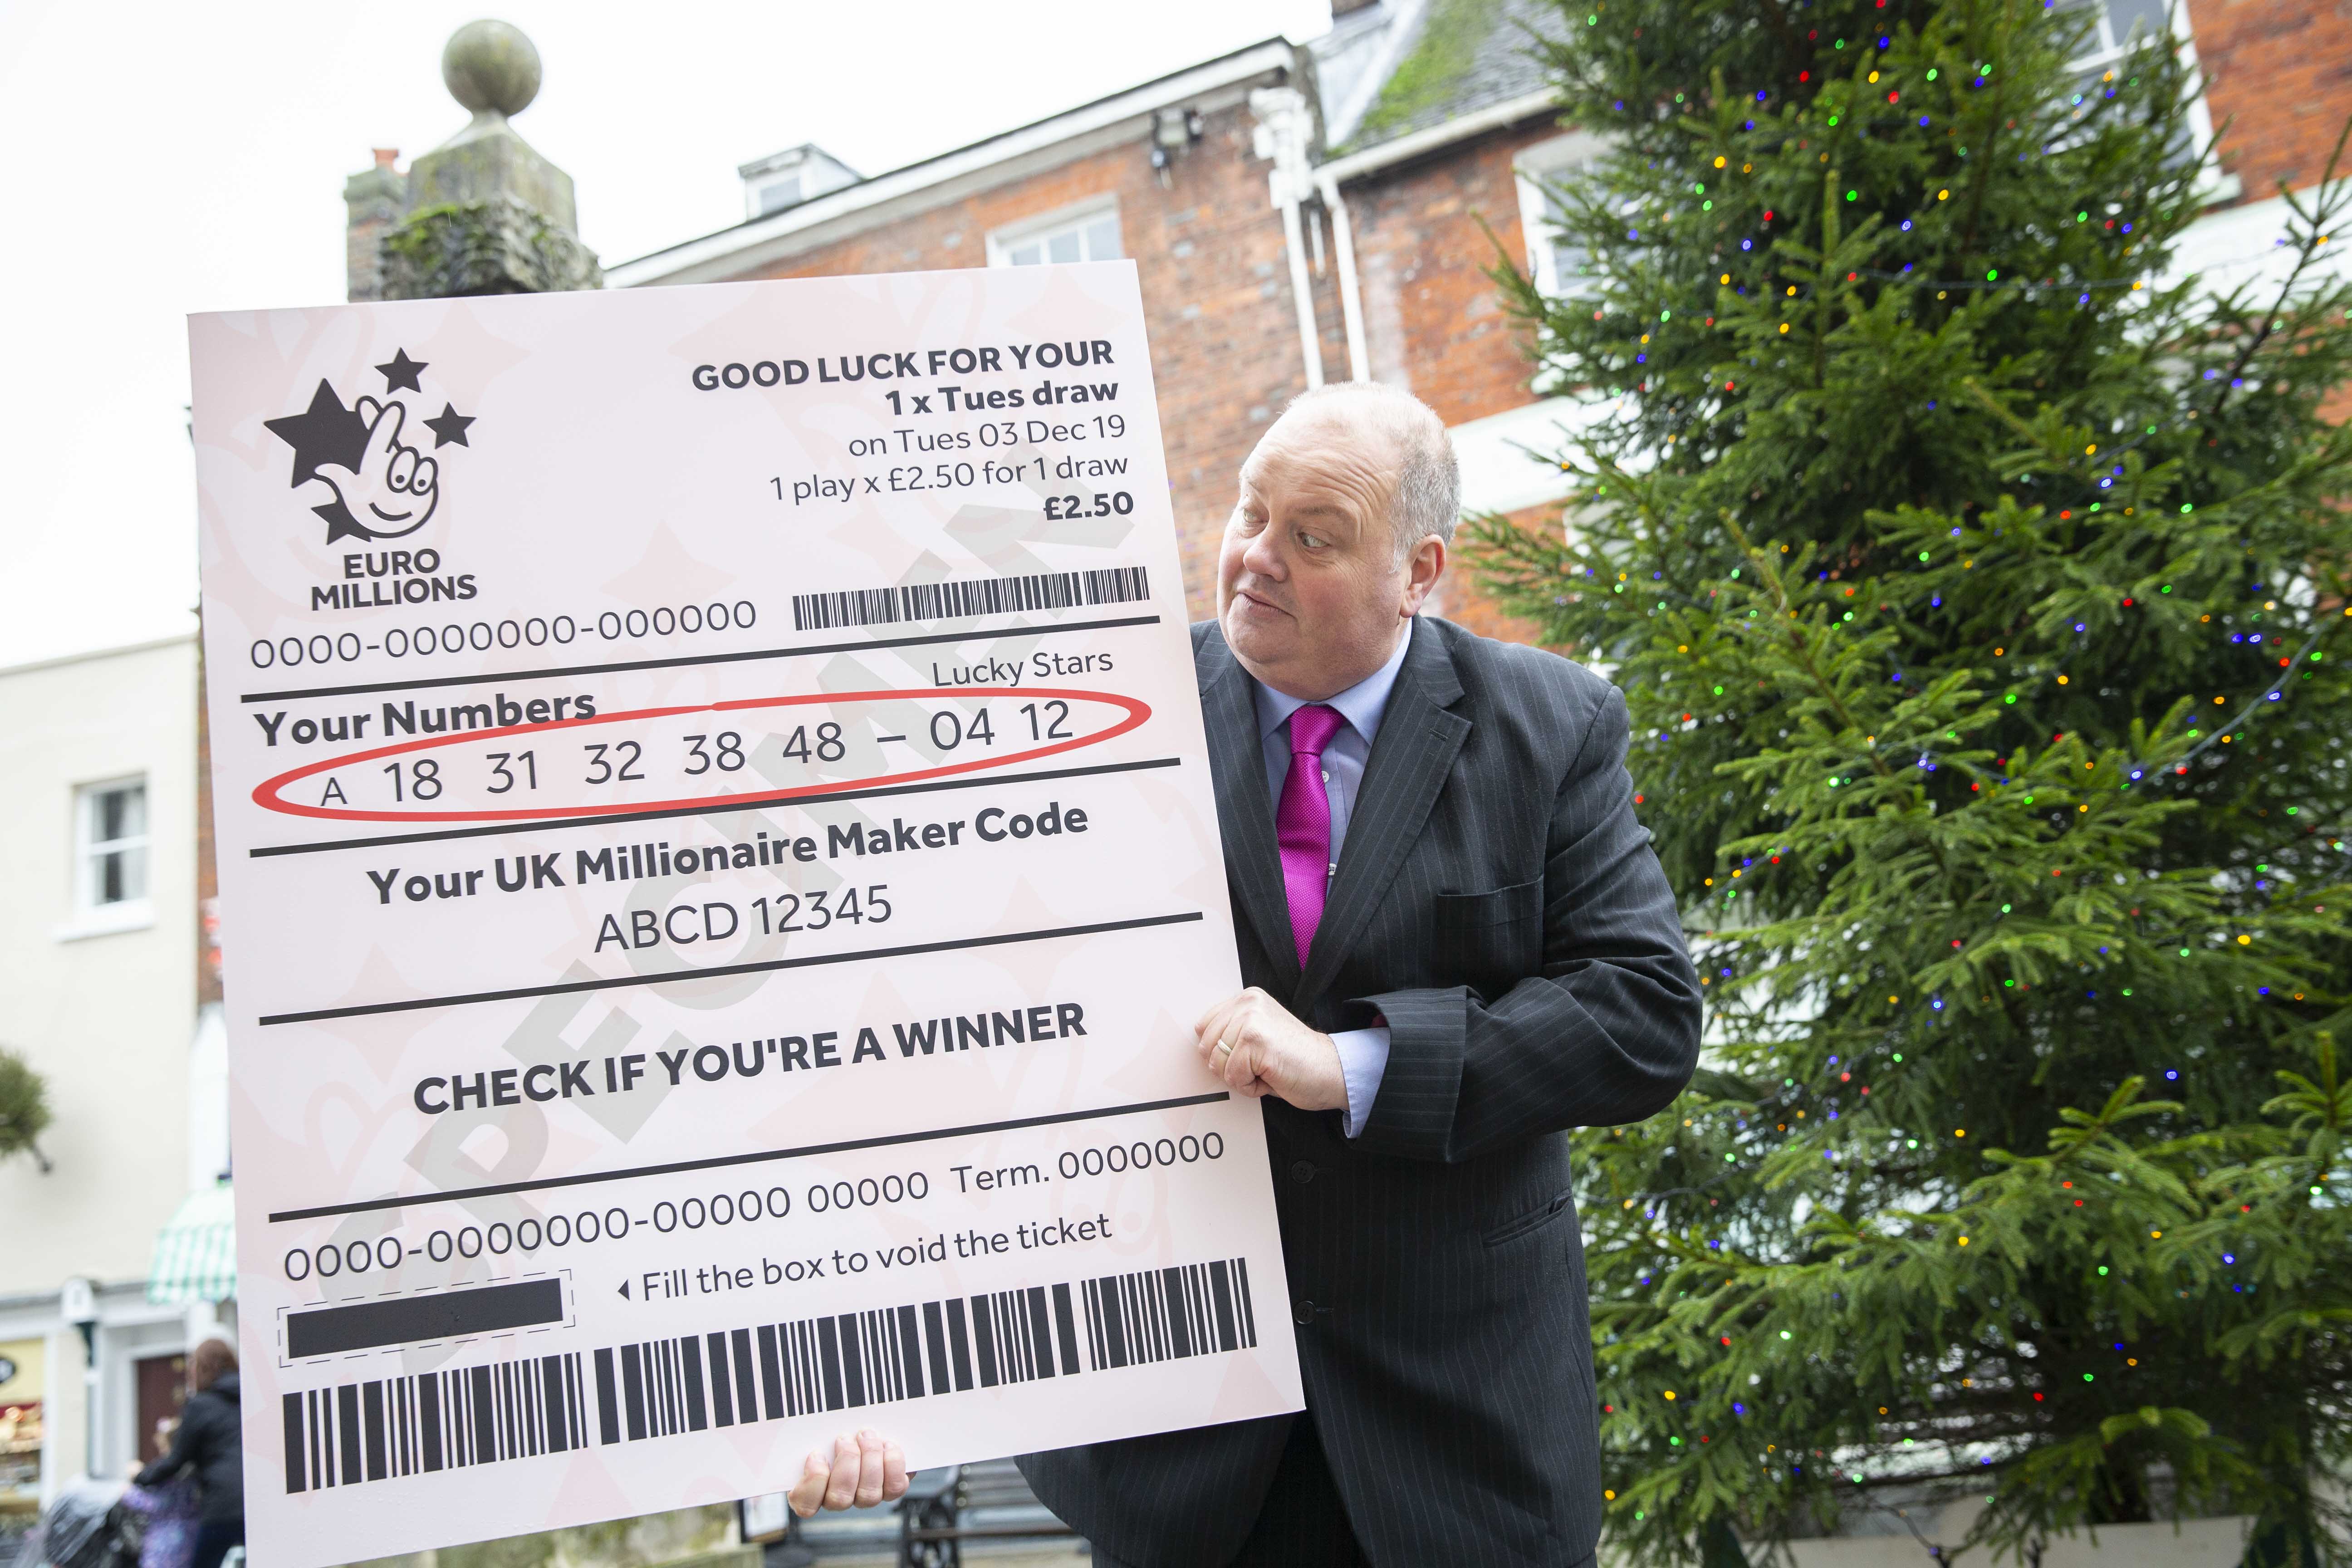 GOOD LUCK FOR YOUR
1 x Tues draw
on Tues 03 Dec 19
1 play x £2.50 for 1 draw
£2.50
EURO
MILLIONS
0000-0000000-000000
Lucky Stars
Your Numbers
A 18 31 32 38 48 – 04 12
Your UK Millionaire Maker Code
ABCD 12345
CHECK IF YOU'RE A WINNER
0000-0000000-00000 00000 Term. 0000000
Fill the box to void the ticket
SPECIMEN